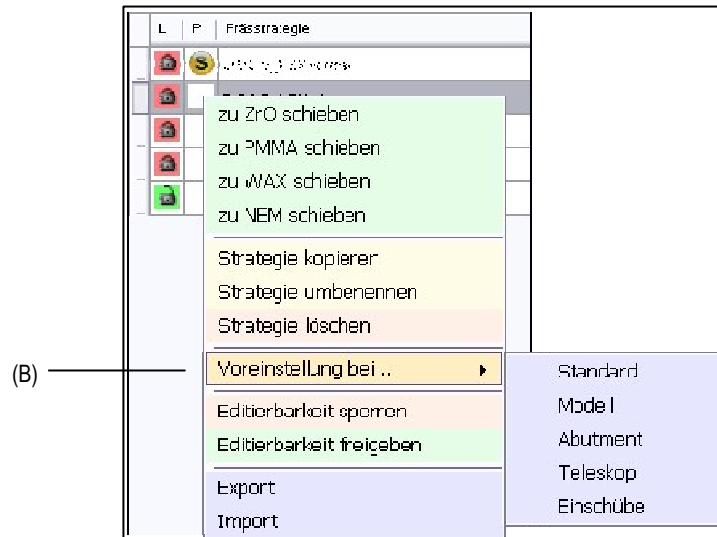 L P Frässtrategie
S
zu ZrO schieben
zu PMMA schieben
zu WAX schieben
zu NEM schieben
Strategie kopieren
Strategie umbenennen
Strategie löschen
(B)
Voreinstellung bei ..
Standard
Modell
Abutment
Teleskop
Einschübe
Editierbarkeit sperren
Editierbarkeit freigeben
Export
Import